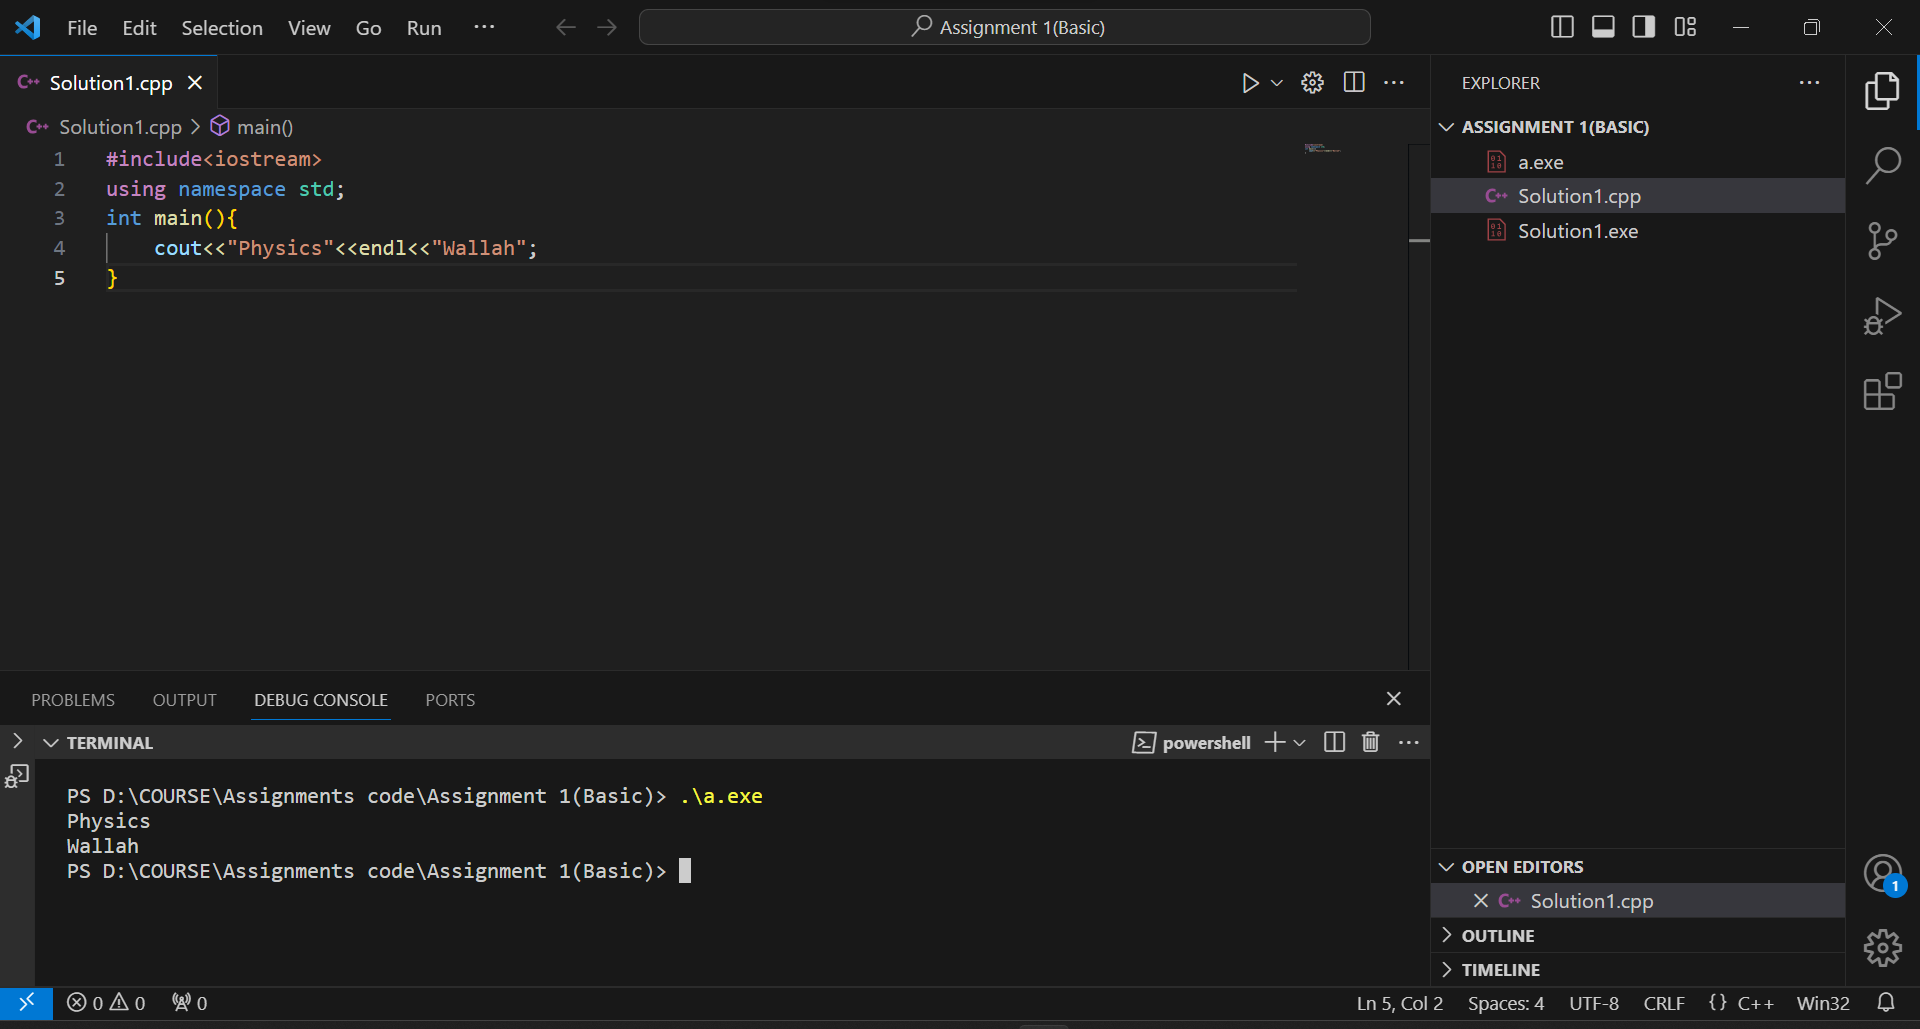 File Edit Selection View Go Run ··· Assignment 1(Basic)
C++ Solution1.cpp
C++ Solution1.cpp > main()
1 #include<iostream>
2 using namespace std;
3 int main(){
4 cout<<"Physics"<<endl<<"Wallah";
5 }
EXPLORER
ASSIGNMENT 1(BASIC)
a.exe
C++ Solution1.cpp
Solution1.exe
PROBLEMS OUTPUT DEBUG CONSOLE PORTS
TERMINAL powershell
PS D:\COURSE\Assignments code\Assignment 1(Basic)> .\a.exe
Physics
Wallah
PS D:\COURSE\Assignments code\Assignment 1(Basic)>
OPEN EDITORS
C++ Solution1.cpp
OUTLINE
TIMELINE
1
0 0 0 Ln 5, Col 2 Spaces: 4 UTF-8 CRLF {} C++ Win32